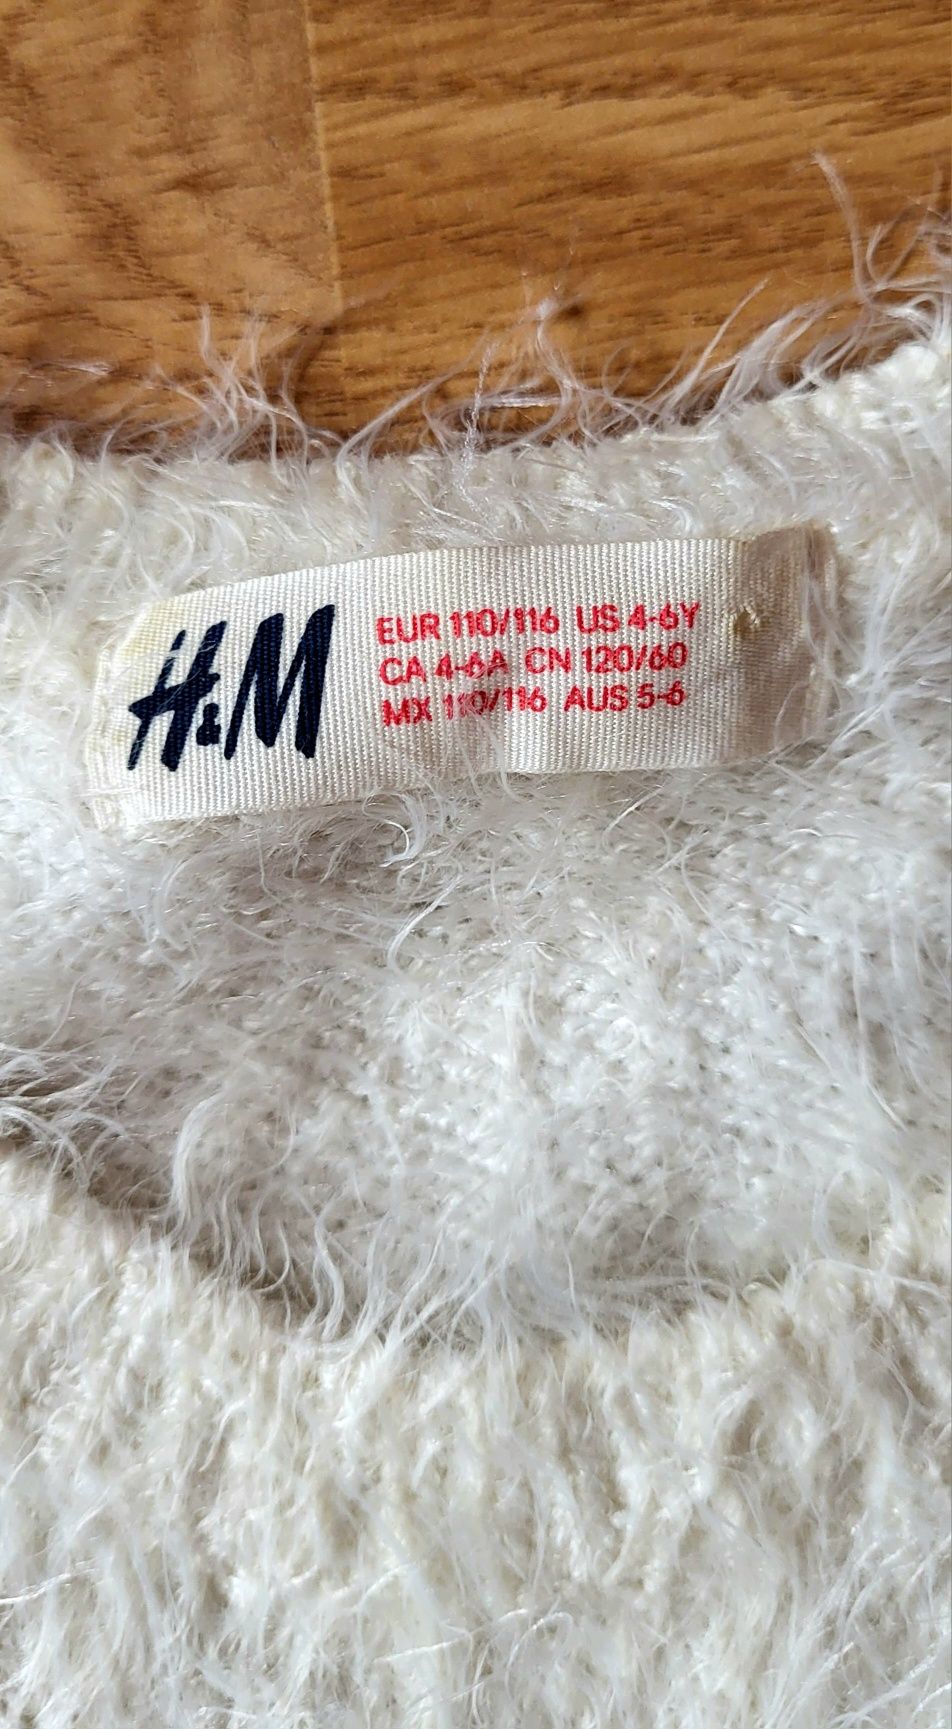 H&M
EUR 110/116 US 4-6Y
CA 4-6A CN 120/60
MX 110/116 AUS 5-6